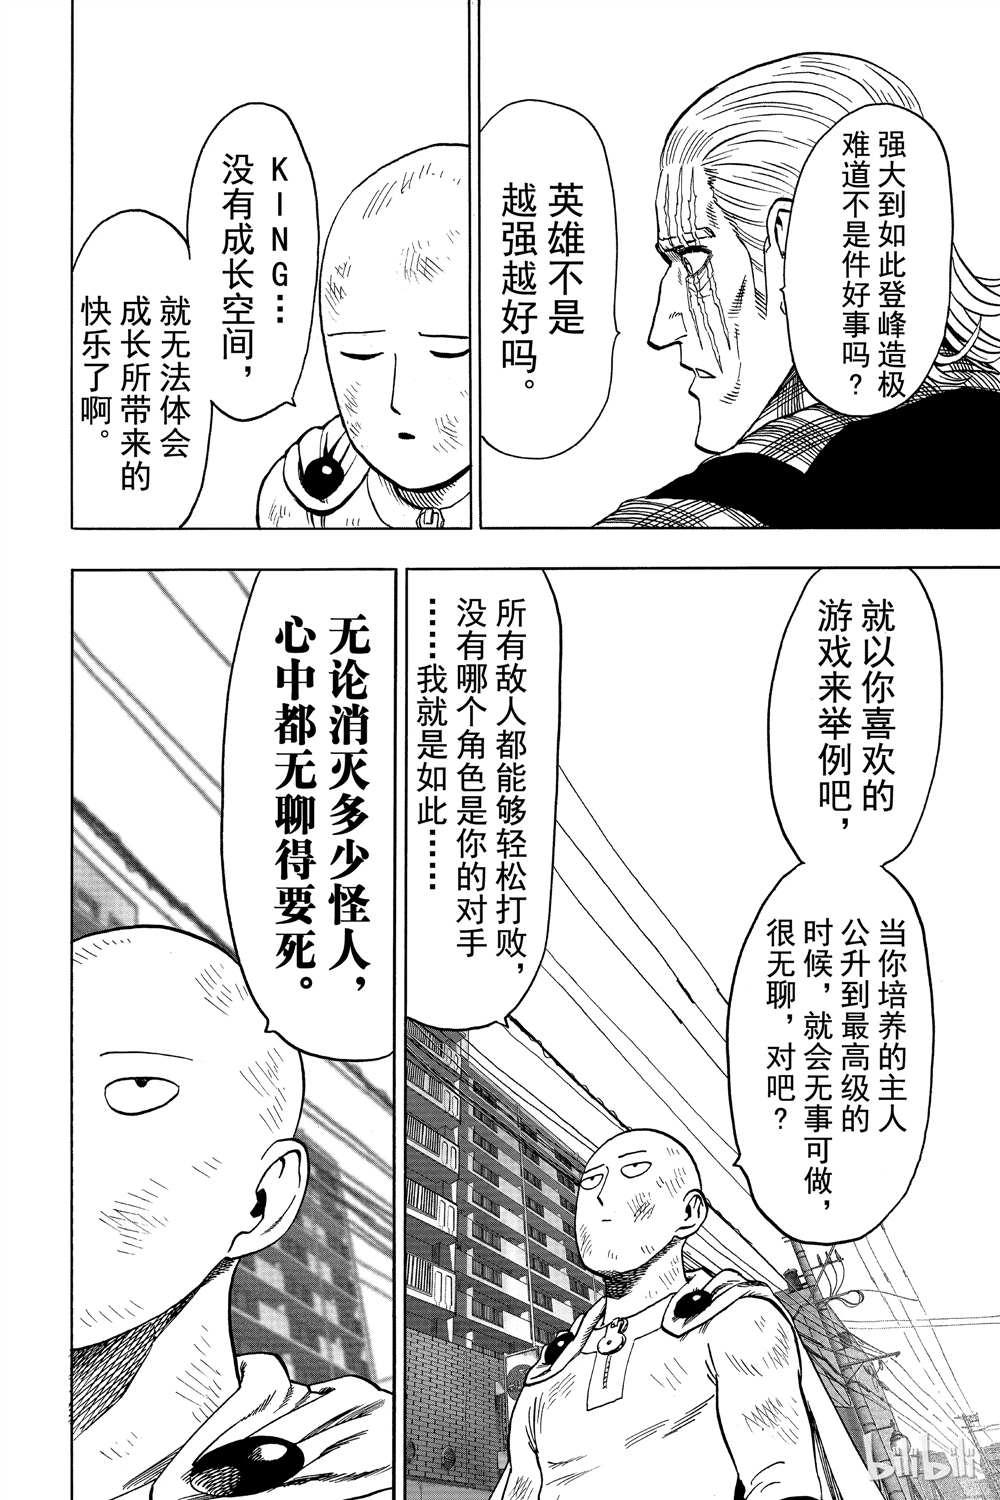 强大到如此登峰造极
难道不是件好事吗？
英雄不是
越强越好吗。
KING…
没有成长空间，
就无法体会
成长所带来的
快乐了啊。
就以你喜欢的
游戏来举例吧，
当你培养的主人
公升到最高级的
时候，就会无事可做，
很无聊，对吧？
所有敌人都能够轻松打败，
没有哪个角色是你的对手
……我就是如此……
无论消灭多少怪人，
心中都无聊得要死。
bilibili